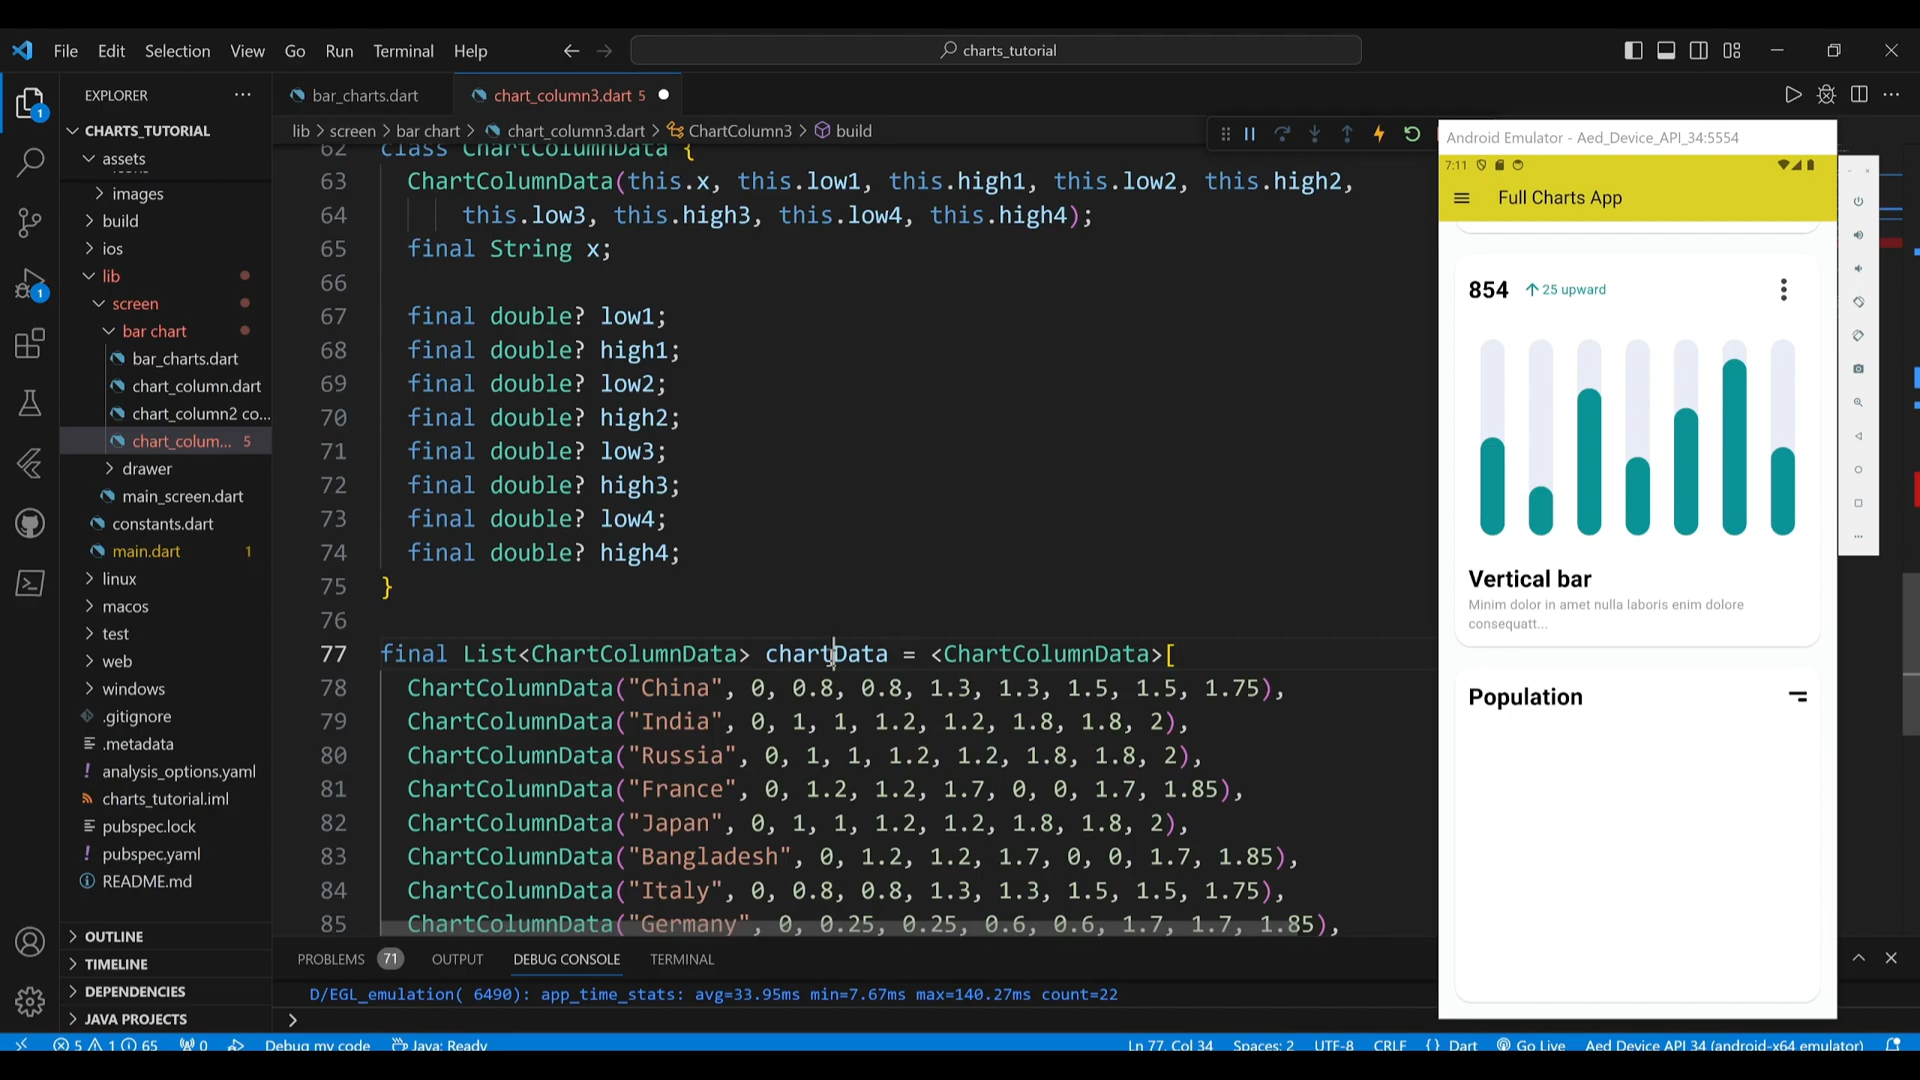 File Edit Selection View Go Run Terminal Help
charts_tutorial
EXPLORER
CHARTS_TUTORIAL
assets
images
build
ios
lib
screen
bar chart
bar_charts.dart
chart_column.dart
chart_column2 co...
chart_colum... 5
drawer
main_screen.dart
constants.dart
main.dart 1
linux
macos
test
web
windows
.gitignore
.metadata
analysis_options.yaml
charts_tutorial.iml
pubspec.lock
pubspec.yaml
README.md
OUTLINE
TIMELINE
DEPENDENCIES
JAVA PROJECTS
1
1
bar_charts.dart chart_column3.dart 5
lib > screen > bar chart > chart_column3.dart > ChartColumn3 > build
62 class ChartColumnData {
63 ChartColumnData(this.x, this.low1, this.high1, this.low2, this.high2,
64 this.low3, this.high3, this.low4, this.high4);
65 final String x;
66
67 final double? low1;
68 final double? high1;
69 final double? low2;
70 final double? high2;
71 final double? low3;
72 final double? high3;
73 final double? low4;
74 final double? high4;
75 }
76
77 final List<ChartColumnData> chartData = <ChartColumnData>[
78 ChartColumnData("China", 0, 0.8, 0.8, 1.3, 1.3, 1.5, 1.5, 1.75),
79 ChartColumnData("India", 0, 1, 1, 1.2, 1.2, 1.8, 1.8, 2),
80 ChartColumnData("Russia", 0, 1, 1, 1.2, 1.2, 1.8, 1.8, 2),
81 ChartColumnData("France", 0, 1.2, 1.2, 1.7, 0, 0, 1.7, 1.85),
82 ChartColumnData("Japan", 0, 1, 1, 1.2, 1.2, 1.8, 1.8, 2),
83 ChartColumnData("Bangladesh", 0, 1.2, 1.2, 1.7, 0, 0, 1.7, 1.85),
84 ChartColumnData("Italy", 0, 0.8, 0.8, 1.3, 1.3, 1.5, 1.5, 1.75),
85 ChartColumnData("Germany", 0, 0.25, 0.25, 0.6, 0.6, 1.7, 1.7, 1.85),
PROBLEMS 71 OUTPUT DEBUG CONSOLE TERMINAL
D/EGL_emulation( 6490): app_time_stats: avg=33.95ms min=7.67ms max=140.27ms count=22
>
Android Emulator - Aed_Device_API_34:5554
7:11
Full Charts App
854 25 upward
Vertical bar
Minim dolor in amet nulla laboris enim dolore
consequatt...
Population
5 1 65 0 Debug my code Java: Ready Ln 77, Col 34 Spaces: 2 UTF-8 CRLF {} Dart Go Live Aed Device API 34 (android-x64 emulator)